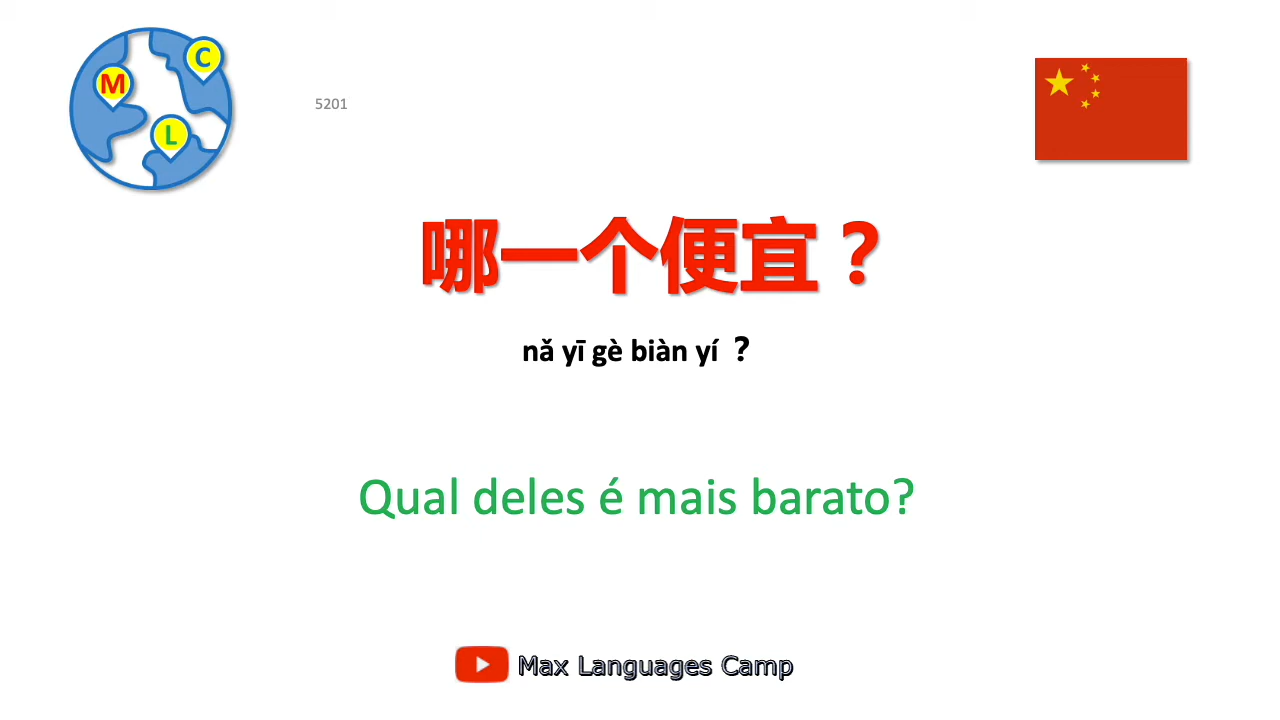 M
C
L
5201
哪一个便宜？
nǎ yī gè biàn yí ？
Qual deles é mais barato?
Max Languages Camp